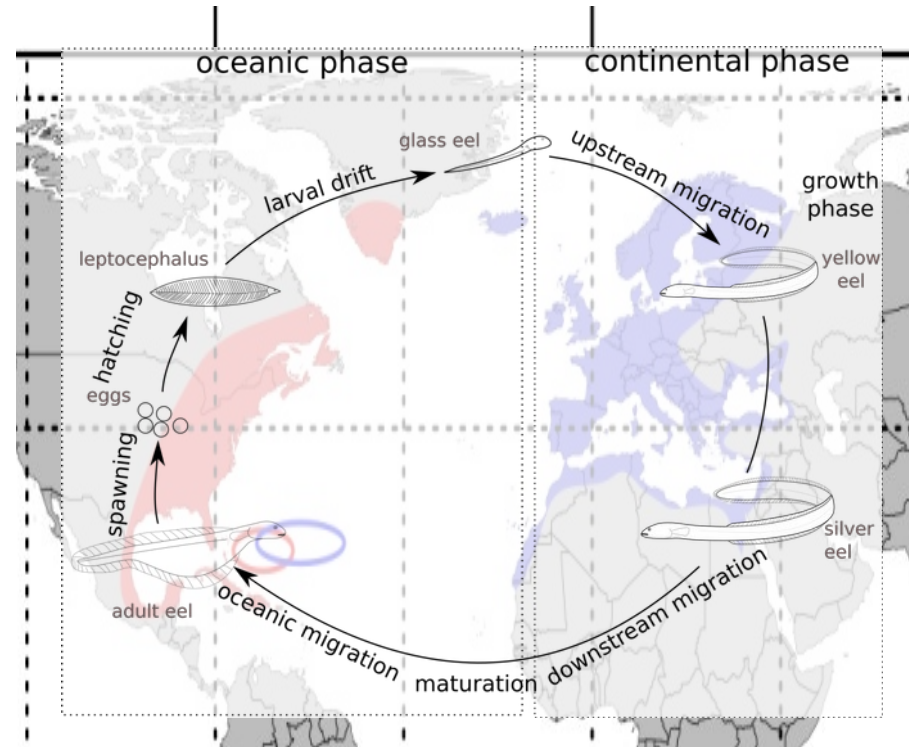 oceanic phase
continental phase
glass eel
upstream migration
larval drift
growth
phase
leptocephalus
yellow
eel
hatching
eggs
spawning
silver
eel
adult eel
oceanic migration
maturation
downstream migration